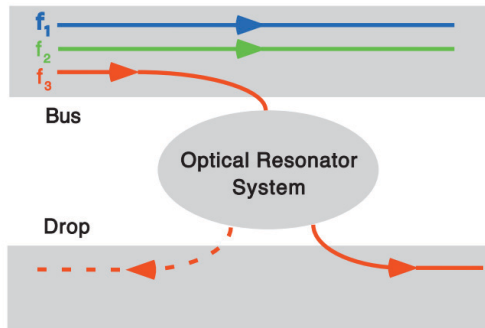 f₁
f₂
f₃
Bus
Optical Resonator
System
Drop